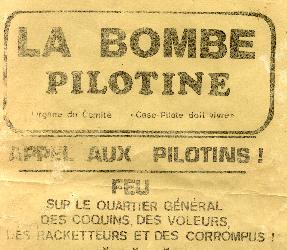 LA BOMBE
PILOTINE
Organe du Comité «Case-Pilote doit vivre»
APPEL AUX PILOTINS !
FEU
SUR LE QUARTIER GÉNÉRAL
DES COQUINS, DES VOLEURS,
DES RACKETTEURS ET DES CORROMPUS !